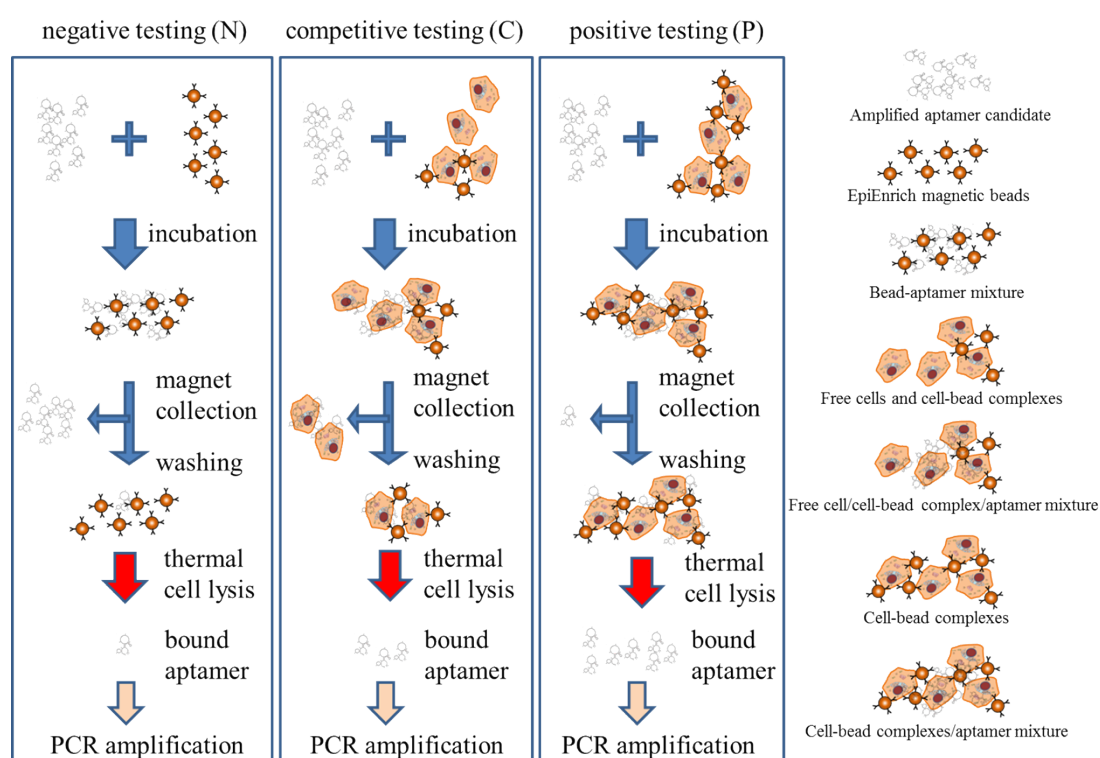 negative testing (N)
competitive testing (C)
positive testing (P)
incubation
magnet
collection
washing
thermal
cell lysis
bound
aptamer
PCR amplification
incubation
magnet
collection
washing
thermal
cell lysis
bound
aptamer
PCR amplification
incubation
magnet
collection
washing
thermal
cell lysis
bound
aptamer
PCR amplification
Amplified aptamer candidate
EpiEnrich magnetic beads
Bead-aptamer mixture
Free cells and cell-bead complexes
Free cell/cell-bead complex/aptamer mixture
Cell-bead complexes
Cell-bead complexes/aptamer mixture